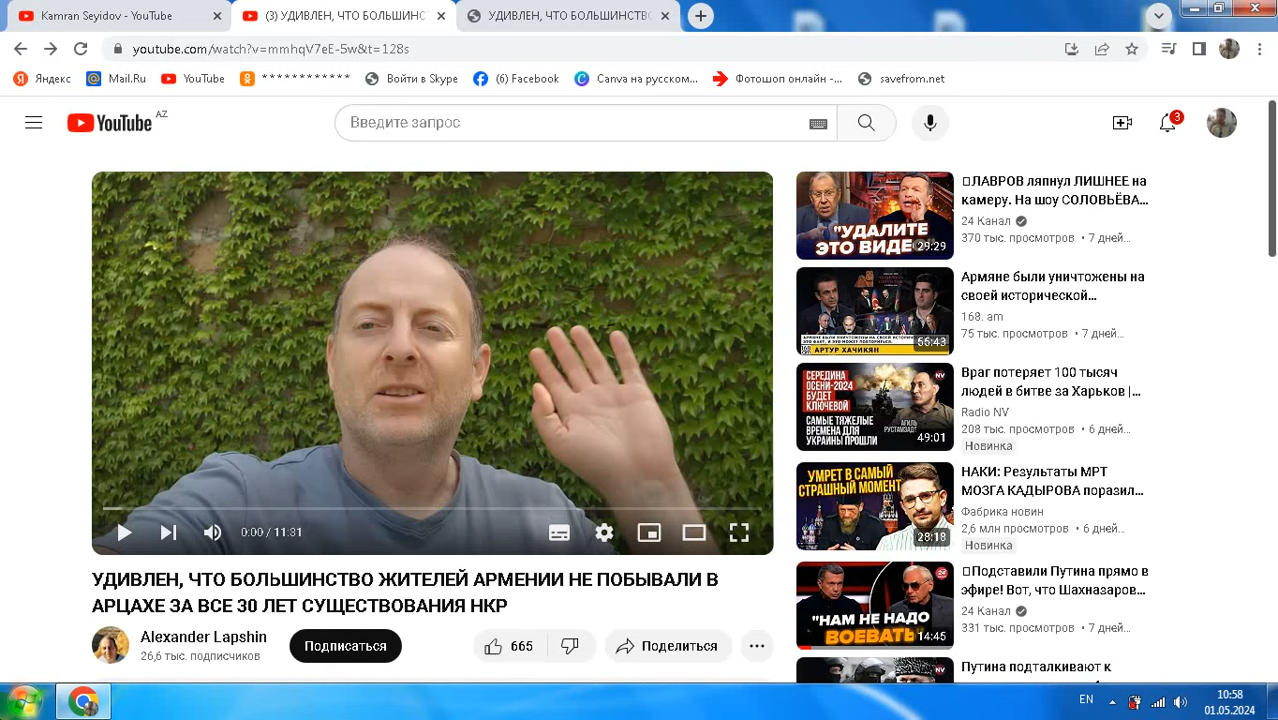 Kamran Seyidov - YouTube
(3) УДИВЛЕН, ЧТО БОЛЬШИНС
УДИВЛЕН, ЧТО БОЛЬШИНСТВО
youtube.com/watch?v=mmhqV7eE-5w&t=128s
Яндекс
Mail.Ru
YouTube
************
Войти в Skype
(6) Facebook
Canva на русском...
Фотошоп онлайн -...
savefrom.net
YouTube AZ
Введите запрос
3
0:00 / 11:31
УДИВЛЕН, ЧТО БОЛЬШИНСТВО ЖИТЕЛЕЙ АРМЕНИИ НЕ ПОБЫВАЛИ В
АРЦАХЕ ЗА ВСЕ 30 ЛЕТ СУЩЕСТВОВАНИЯ НКР
Alexander Lapshin
26,6 тыс. подписчиков
Подписаться
665
Поделиться
"УДАЛИТЕ
ЭТО ВИДЕ
29:29
ЛАВРОВ ляпнул ЛИШНЕЕ на
камеру. На шоу СОЛОВЬЁВА...
24 Канал
370 тыс. просмотров • 7 дней...
АРТУР ХАЧИКЯН
55:43
Армяне были уничтожены на
своей исторической...
168. am
75 тыс. просмотров • 7 дней...
СЕРЕДИНА
ОСЕНИ-2024
БУДЕТ
КЛЮЧЕВОЙ
САМЫЕ ТЯЖЕЛЫЕ
ВРЕМЕНА ДЛЯ
УКРАИНЫ ПРОШЛИ
NV
АГИЛЬ
РУСТАМЗАДЕ
49:01
Враг потеряет 100 тысяч
людей в битве за Харьков |...
Radio NV
208 тыс. просмотров • 6 дней...
Новинка
УМРЕТ В САМЫЙ
СТРАШНЫЙ МОМЕНТ
28:18
НАКИ: Результаты МРТ
МОЗГА КАДЫРОВА поразил...
Фабрика новин
2,6 млн просмотров • 6 дней...
Новинка
24
"НАМ НЕ НАДО
ВОЕВАТЬ"
14:45
Подставили Путина прямо в
эфире! Вот, что Шахназаров...
24 Канал
331 тыс. просмотров • 7 дней...
NV
Путина подталкивают к
EN
10:58
01.05.2024